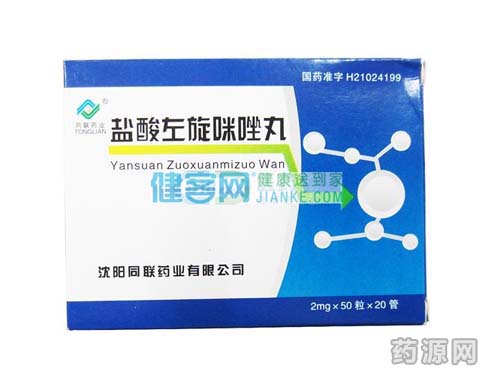 国药准字 H21024199
同联药业
TONGLIAN
盐酸左旋咪唑丸
Yansuan Zuoxuanmizuo Wan
健客网® 健康送到家
JIANKE.COM
沈阳同联药业有限公司
2mg×50粒×20管
药源网